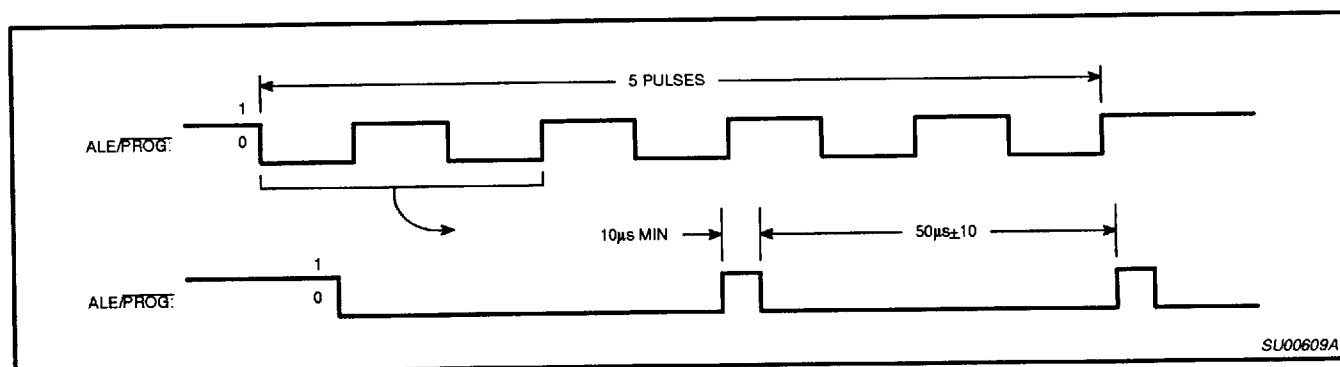 5 PULSES
1
ALE/PROG:
0
10µs MIN
50µs±10
1
ALE/PROG:
0
SU00609A